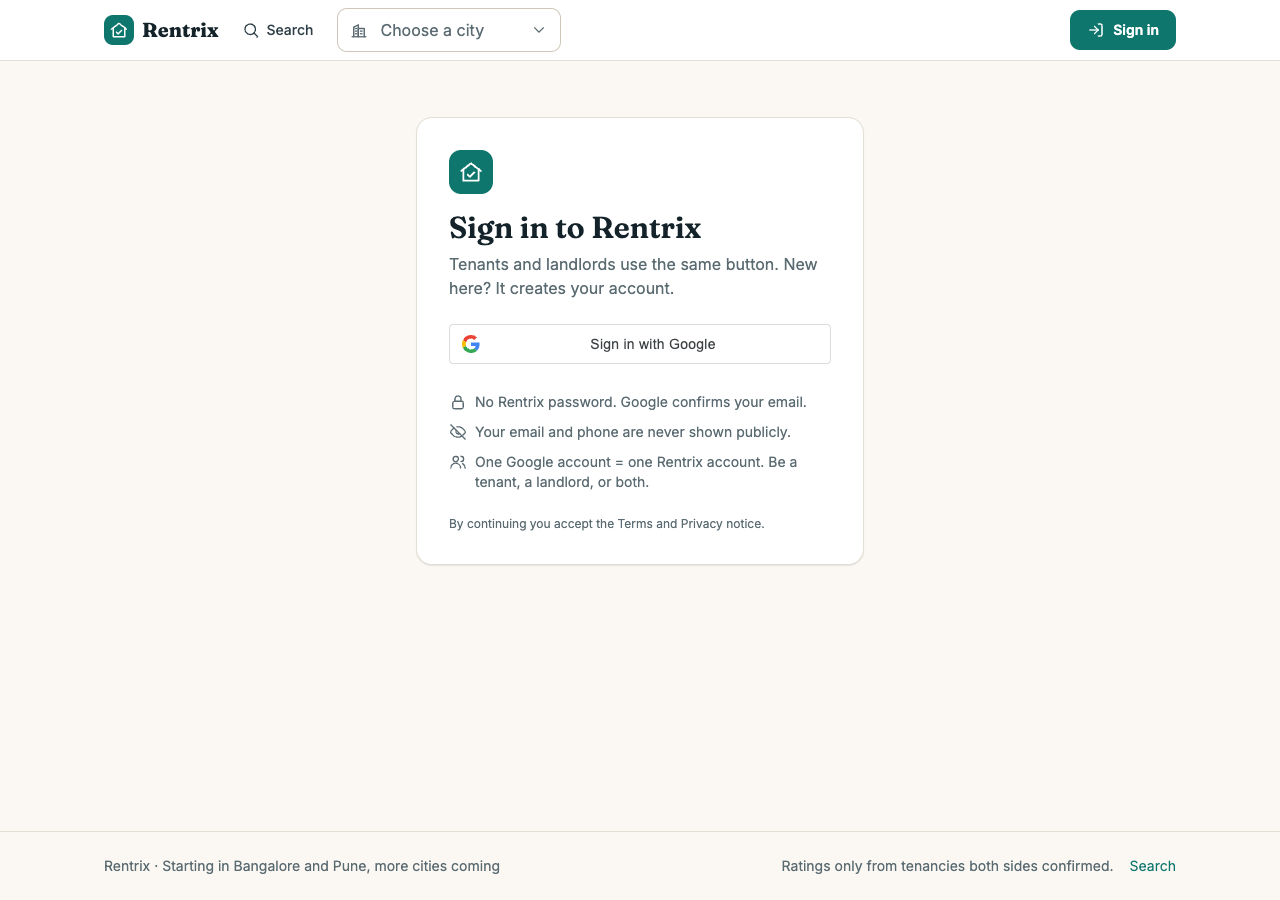 Rentrix
Search
Choose a city
Sign in
Sign in to Rentrix
Tenants and landlords use the same button. New
here? It creates your account.
Sign in with Google
No Rentrix password. Google confirms your email.
Your email and phone are never shown publicly.
One Google account = one Rentrix account. Be a
tenant, a landlord, or both.
By continuing you accept the Terms and Privacy notice.
Rentrix · Starting in Bangalore and Pune, more cities coming
Ratings only from tenancies both sides confirmed.
Search